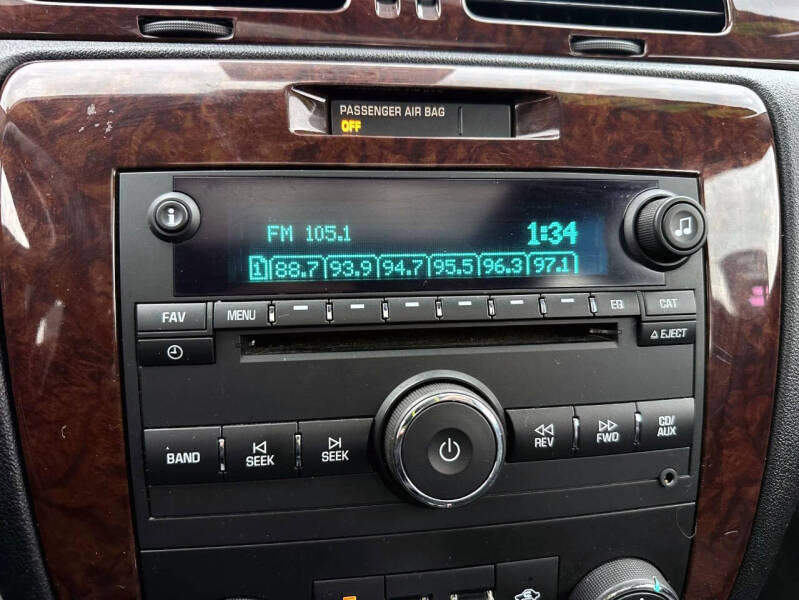 PASSENGER AIR BAG
OFF
i
FM 105.1 1:34
1 88.7 93.9 94.7 95.5 96.3 97.1
FAV MENU EQ CAT
EJECT
BAND SEEK SEEK REV FWD CD/
AUX